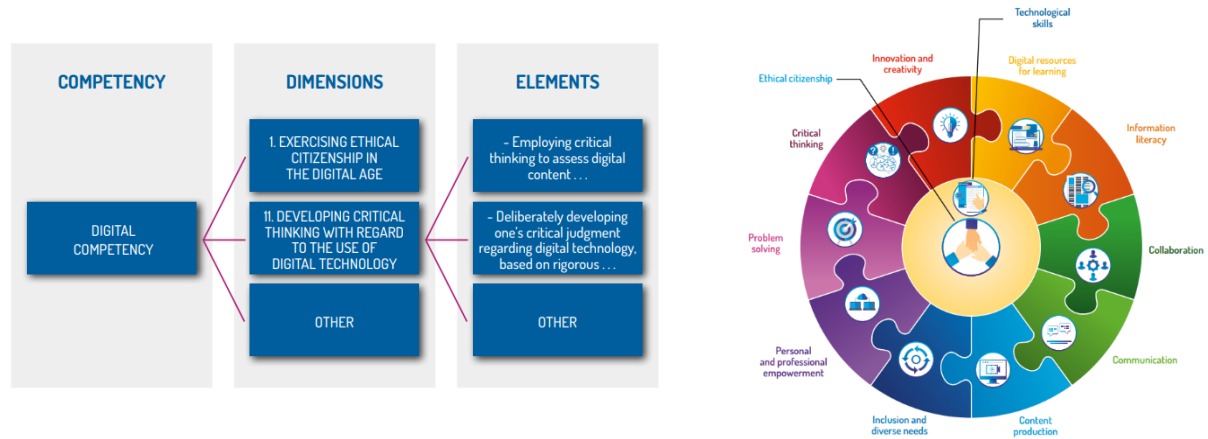 COMPETENCY
DIGITAL
COMPETENCY
DIMENSIONS
1. EXERCISING ETHICAL
CITIZENSHIP IN
THE DIGITAL AGE
11. DEVELOPING CRITICAL
THINKING WITH REGARD
TO THE USE OF
DIGITAL TECHNOLOGY
OTHER
ELEMENTS
- Employing critical
thinking to assess digital
content . . .
- Deliberately developing
one's critical judgment
regarding digital technology,
based on rigorous . . .
OTHER
Technological
skills
Innovation and
creativity
Digital resources
for learning
Ethical citizenship
Critical
thinking
Information
literacy
Problem
solving
Collaboration
Personal
and professional
empowerment
Communication
Inclusion and
diverse needs
Content
production